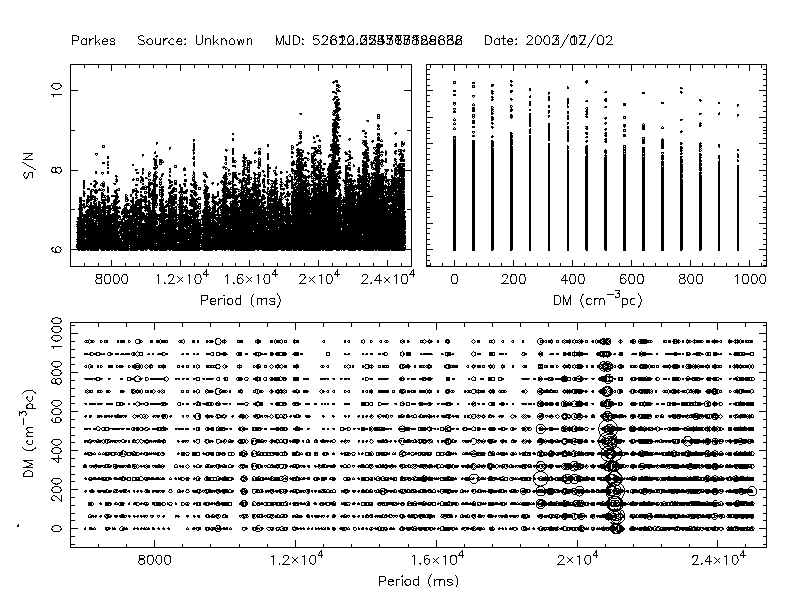 Parkes Source: Unknown MJD: Date:
10
8
6
S/N
8000 1.2×10⁴ 1.6×10⁴ 2×10⁴ 2.4×10⁴
Period (ms)
0 200 400 600 800 1000
DM (cm⁻³pc)
1000
800
600
400
200
0
DM (cm⁻³pc)
8000 1.2×10⁴ 1.6×10⁴ 2×10⁴ 2.4×10⁴
Period (ms)